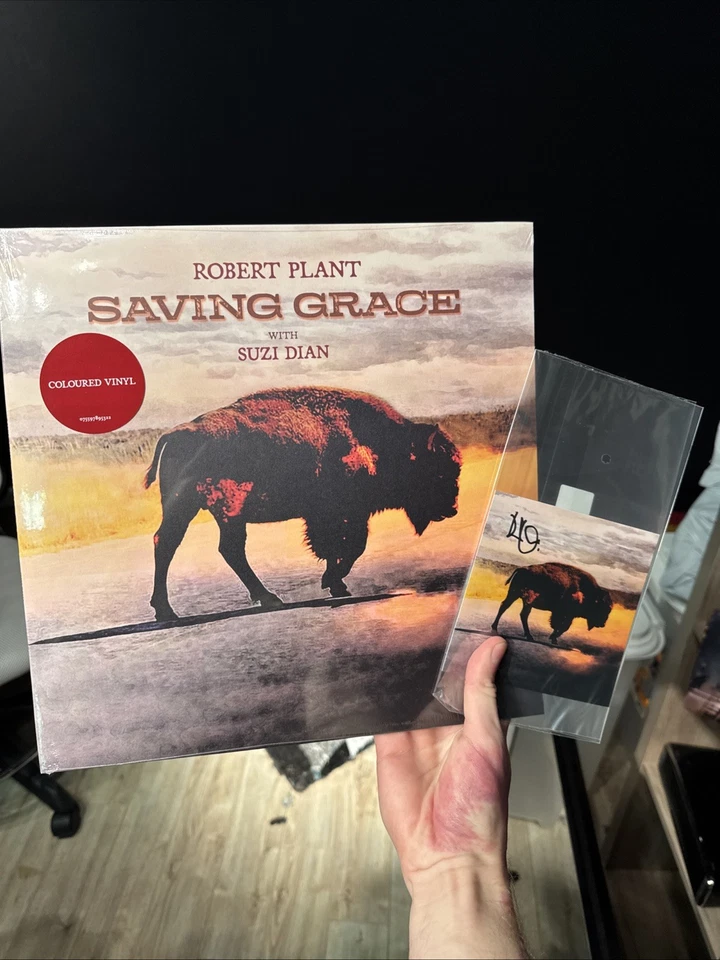 ROBERT PLANT
SAVING GRACE
WITH
SUZI DIAN
COLOURED VINYL